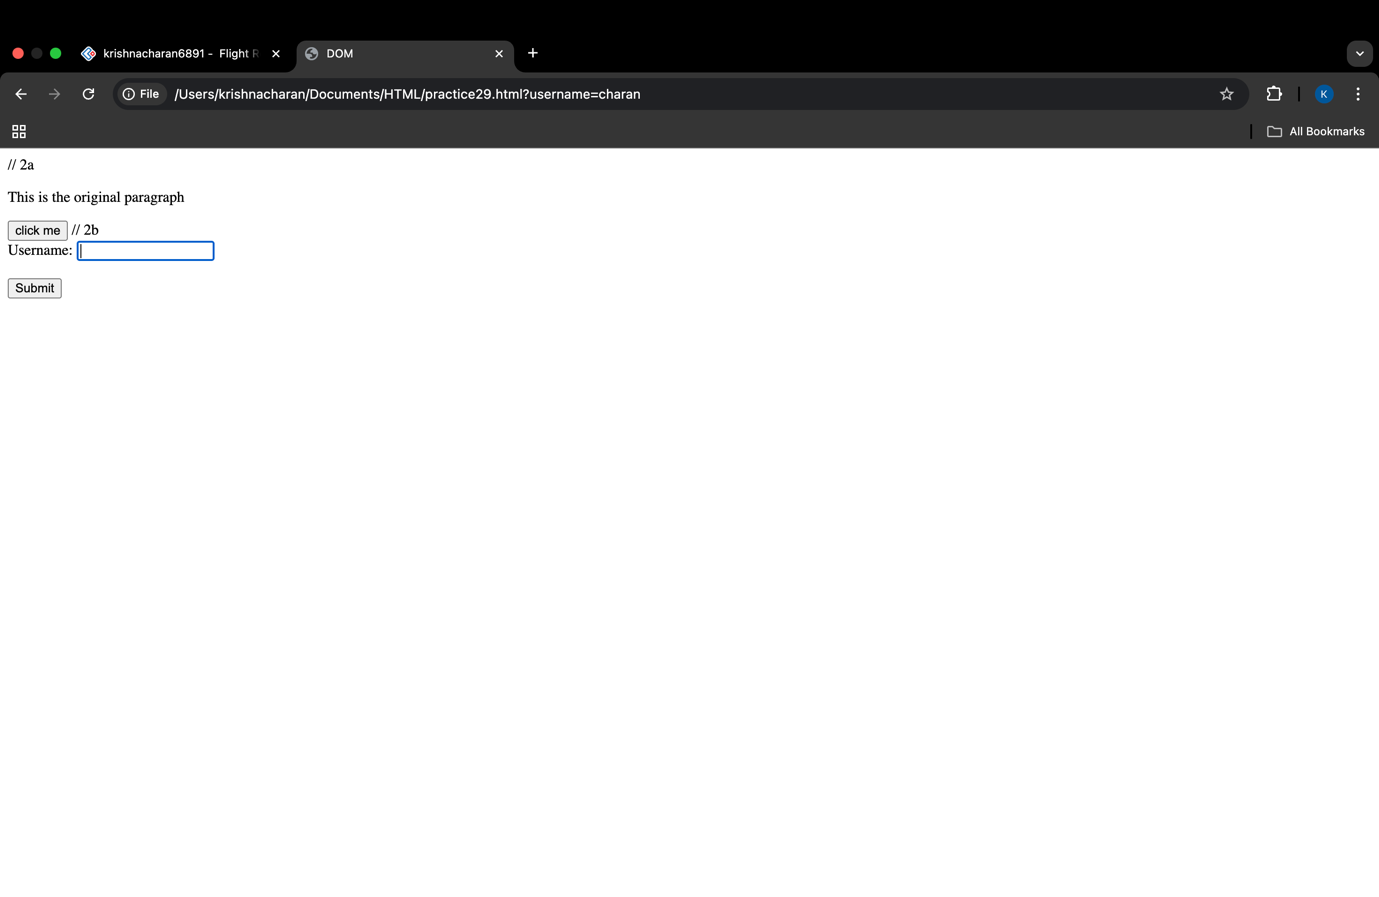 krishnacharan6891 - Flight R
DOM
File /Users/krishnacharan/Documents/HTML/practice29.html?username=charan
K
All Bookmarks
// 2a
This is the original paragraph
click me // 2b
Username:
Submit